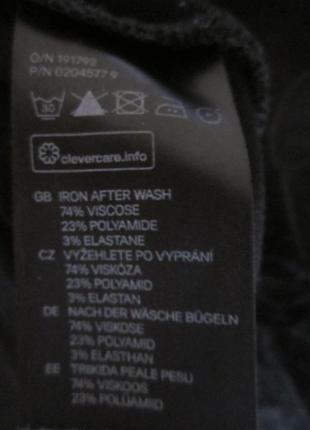 O/N 191792
P/N 0204577 9
30
clevercare.info
GB IRON AFTER WASH
74% VISCOSE
23% POLYAMIDE
3% ELASTANE
CZ VYŽEHLETE PO VYPRÁNÍ
74% VISKÓZA
23% POLYAMID
3% ELASTAN
DE NACH DER WÄSCHE BÜGELN
74% VISKOSE
23% POLYAMID
3% ELASTHAN
EE TRIIKIDA PEALE PESU
74% VISKOOS
23% POLÜAMIID